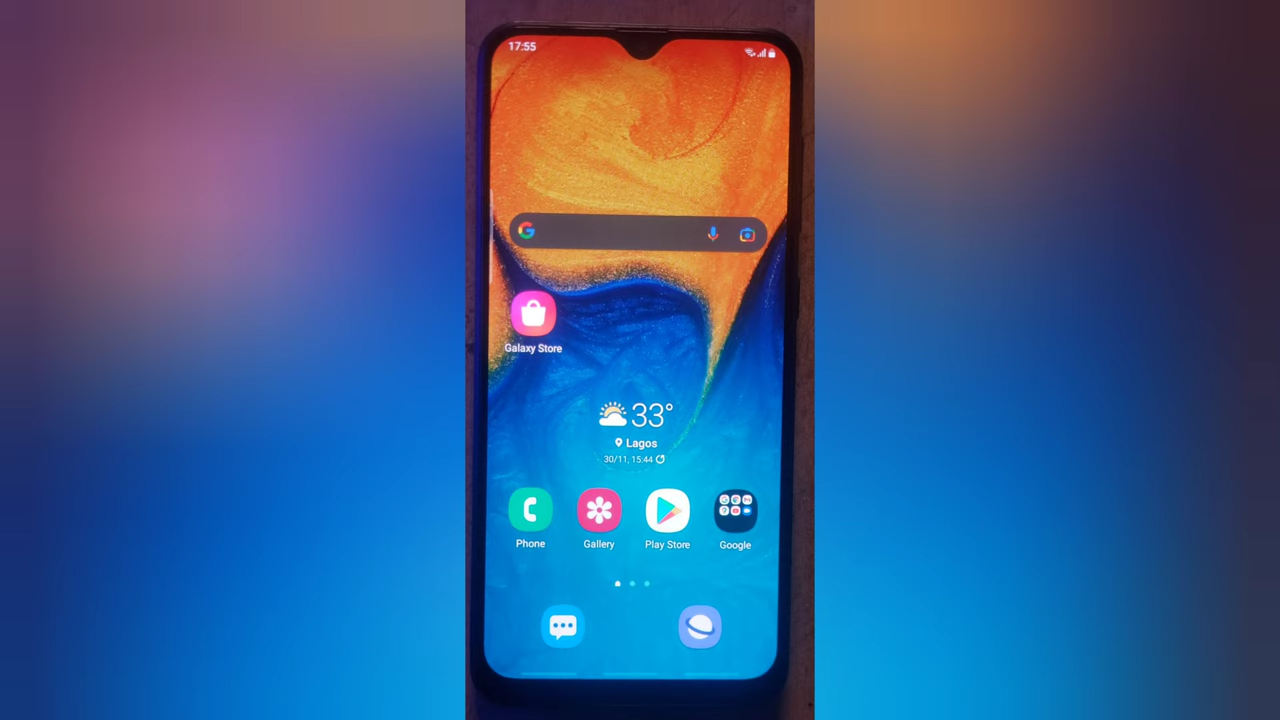 17:55
Galaxy Store
33°
Lagos
30/11, 15:44
Phone
Gallery
Play Store
Google